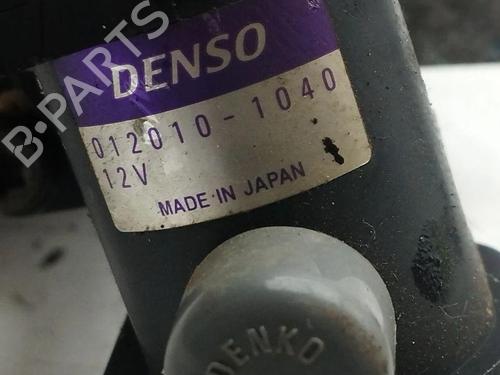 DENSO
012010-1040
12V
MADE IN JAPAN
DENKO
B-PARTS